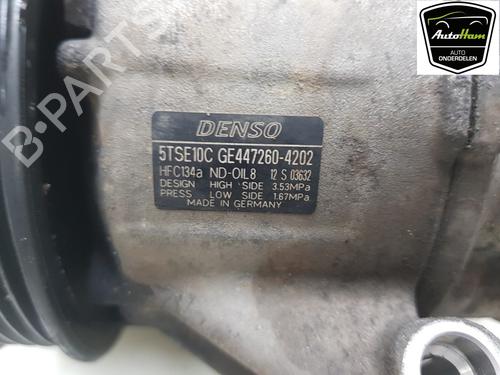 AutoHam
AUTO
ONDERDELEN
DENSO
5TSE10C GE447260-4202
HFC134a ND-OIL8 12 S 03632
DESIGN HIGH SIDE 3.53MPa
PRESS LOW SIDE 1.67MPa
MADE IN GERMANY